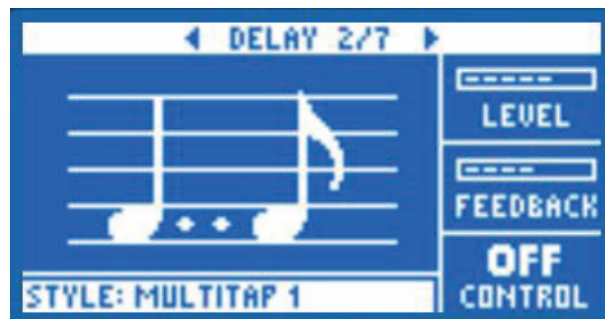 DELAY 2/7
LEVEL
FEEDBACK
OFF
CONTROL
STYLE: MULTITAP 1